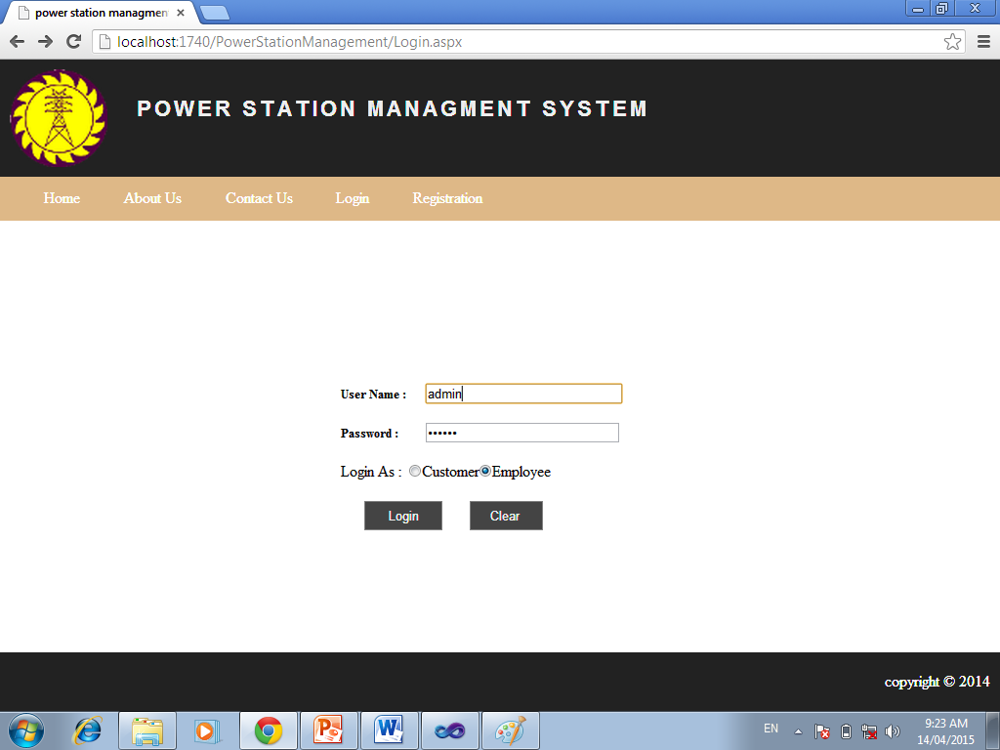 power station managmen
localhost:1740/PowerStationManagement/Login.aspx
POWER STATION MANAGMENT SYSTEM
Home About Us Contact Us Login Registration
User Name : admin
Password : ••••••
Login As : Customer Employee
Login Clear
copyright © 2014
EN 9:23 AM
14/04/2015